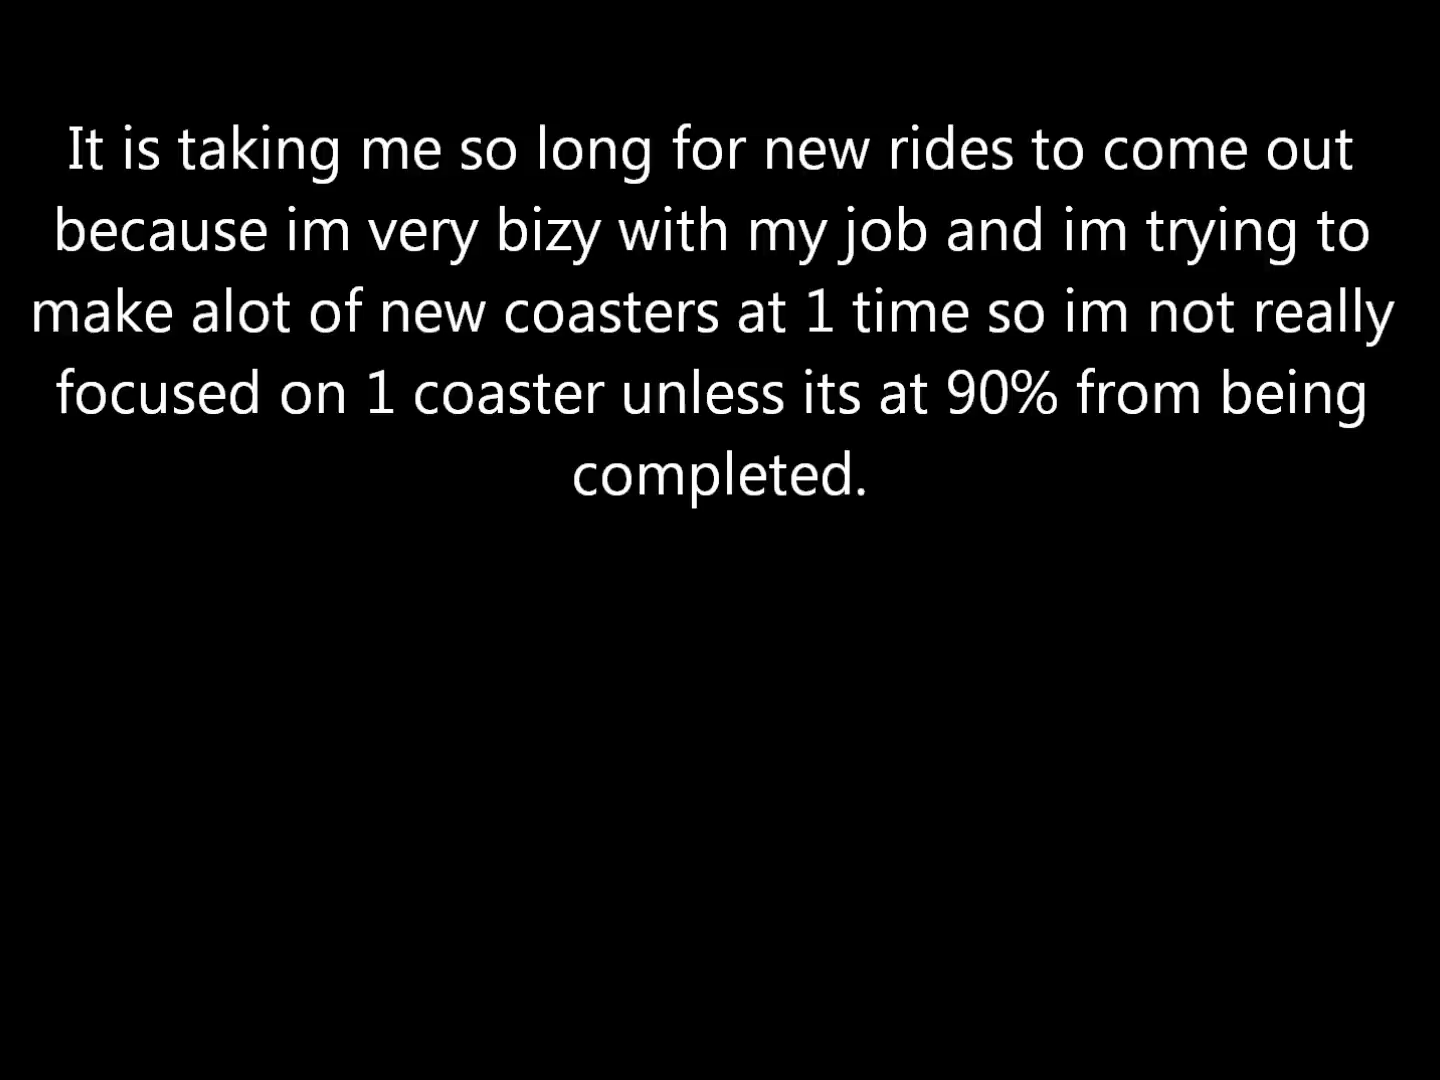 It is taking me so long for new rides to come out
because im very bizy with my job and im trying to
make alot of new coasters at 1 time so im not really
focused on 1 coaster unless its at 90% from being
completed.